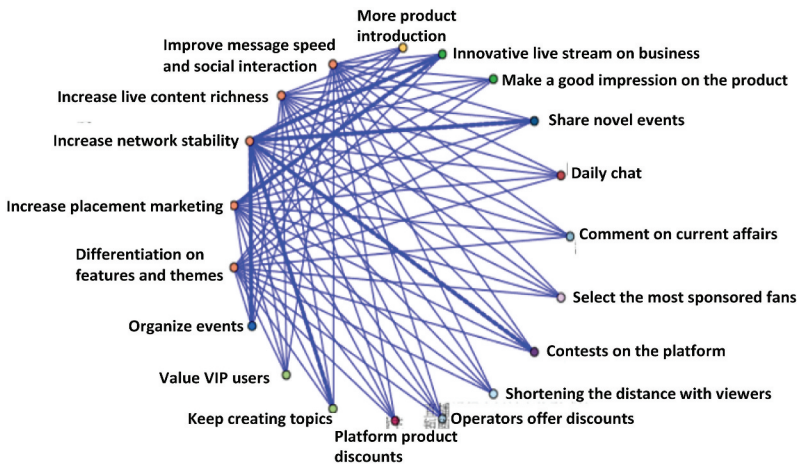 More product
introduction
Improve message speed
and social interaction
Innovative live stream on business
Make a good impression on the product
Increase live content richness
Share novel events
Increase network stability
Daily chat
Increase placement marketing
Comment on current affairs
Differentiation on
features and themes
Select the most sponsored fans
Organize events
Contests on the platform
Value VIP users
Shortening the distance with viewers
Keep creating topics
Operators offer discounts
Platform product
discounts